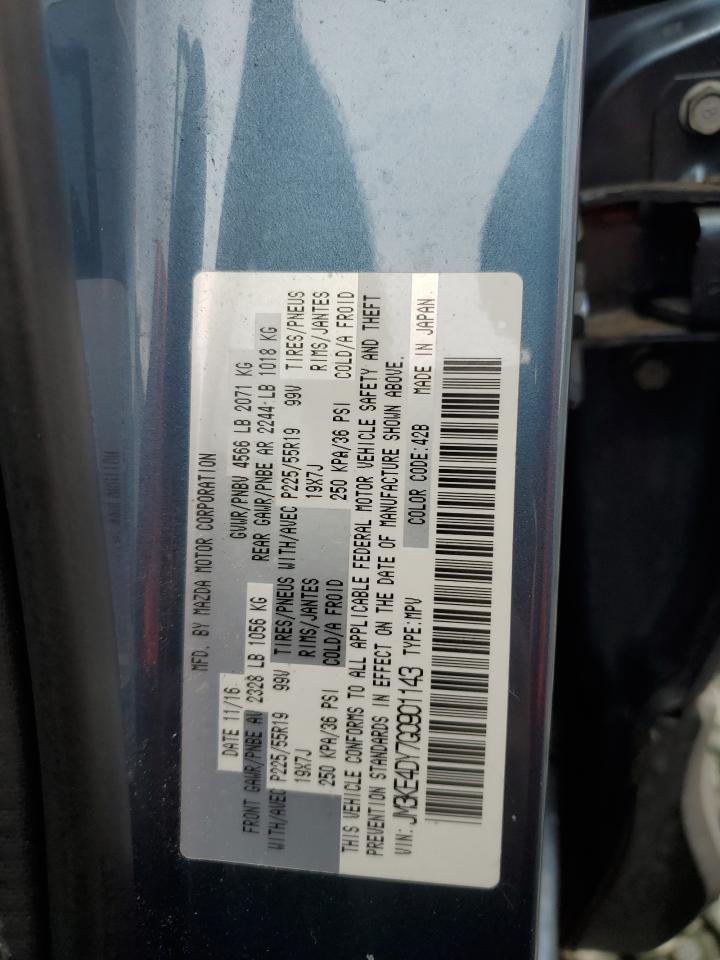 MFD. BY MAZDA MOTOR CORPORATION
DATE 11/16 GVWR/PNBV 4566 LB 2071 KG
FRONT GAWR/PNBE AV 2328 LB 1056 KG REAR GAWR/PNBE AR 2244 LB 1018 KG
WITH/AVEC P225/55R19 99V TIRES/PNEUS WITH/AVEC P225/55R19 99V TIRES/PNEUS
19X7J RIMS/JANTES 19X7J RIMS/JANTES
250 KPA/36 PSI COLD/A FROID 250 KPA/36 PSI COLD/A FROID
THIS VEHICLE CONFORMS TO ALL APPLICABLE FEDERAL MOTOR VEHICLE SAFETY AND THEFT
PREVENTION STANDARDS IN EFFECT ON THE DATE OF MANUFACTURE SHOWN ABOVE.
VIN: JM3KE4DY7G0901143 TYPE:MPV COLOR CODE:42B MADE IN JAPAN
8